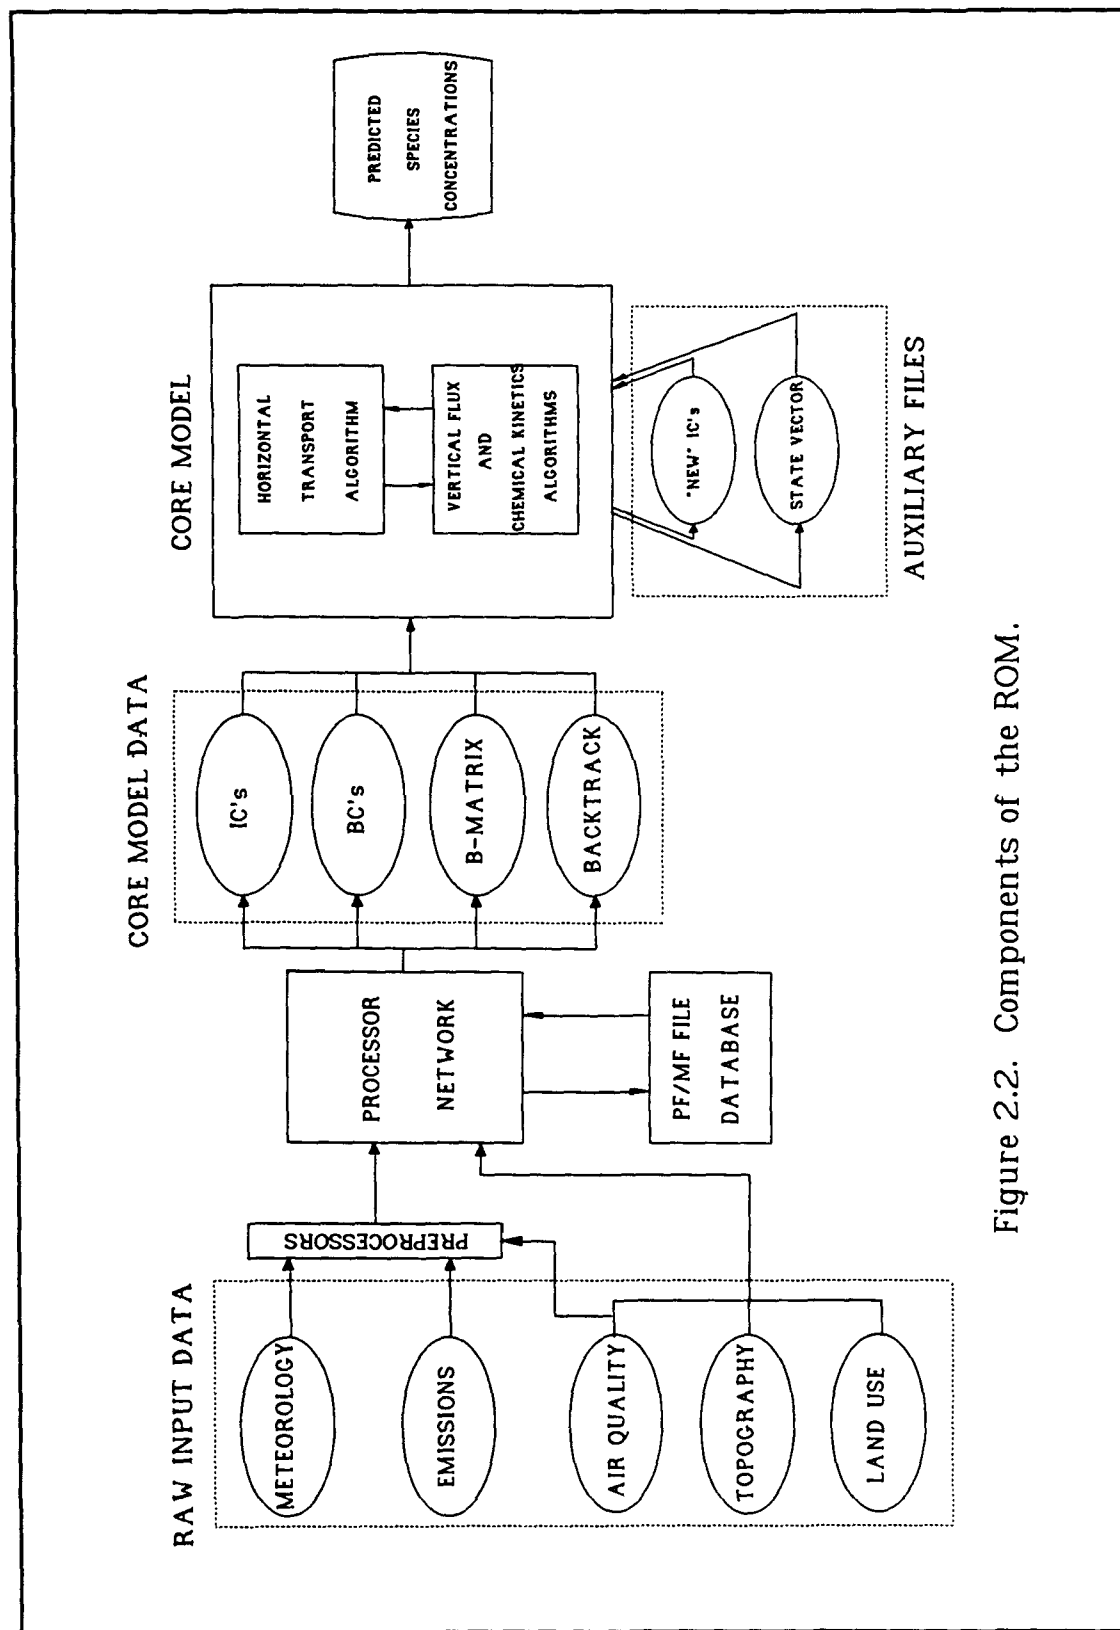 RAW INPUT DATA
METEOROLOGY
EMISSIONS
AIR QUALITY
TOPOGRAPHY
LAND USE
PREPROCESSORS
PROCESSOR
NETWORK
PF/MF FILE
DATABASE
CORE MODEL DATA
IC's
BC's
B-MATRIX
BACKTRACK
CORE MODEL
HORIZONTAL
TRANSPORT
ALGORITHM
VERTICAL FLUX
AND
CHEMICAL KINETICS
ALGORITHMS
"NEW" IC's
STATE VECTOR
AUXILIARY FILES
PREDICTED
SPECIES
CONCENTRATIONS
Figure 2.2. Components of the ROM.